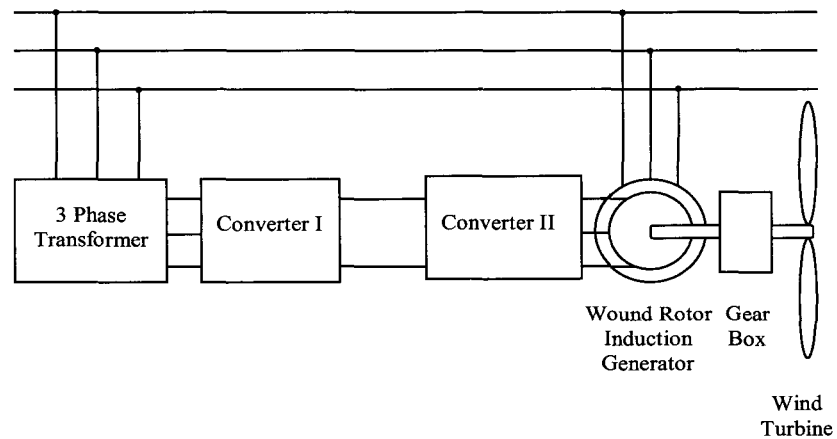 3 Phase
Transformer
Converter I
Converter II
Wound Rotor
Induction
Generator
Gear
Box
Wind
Turbine